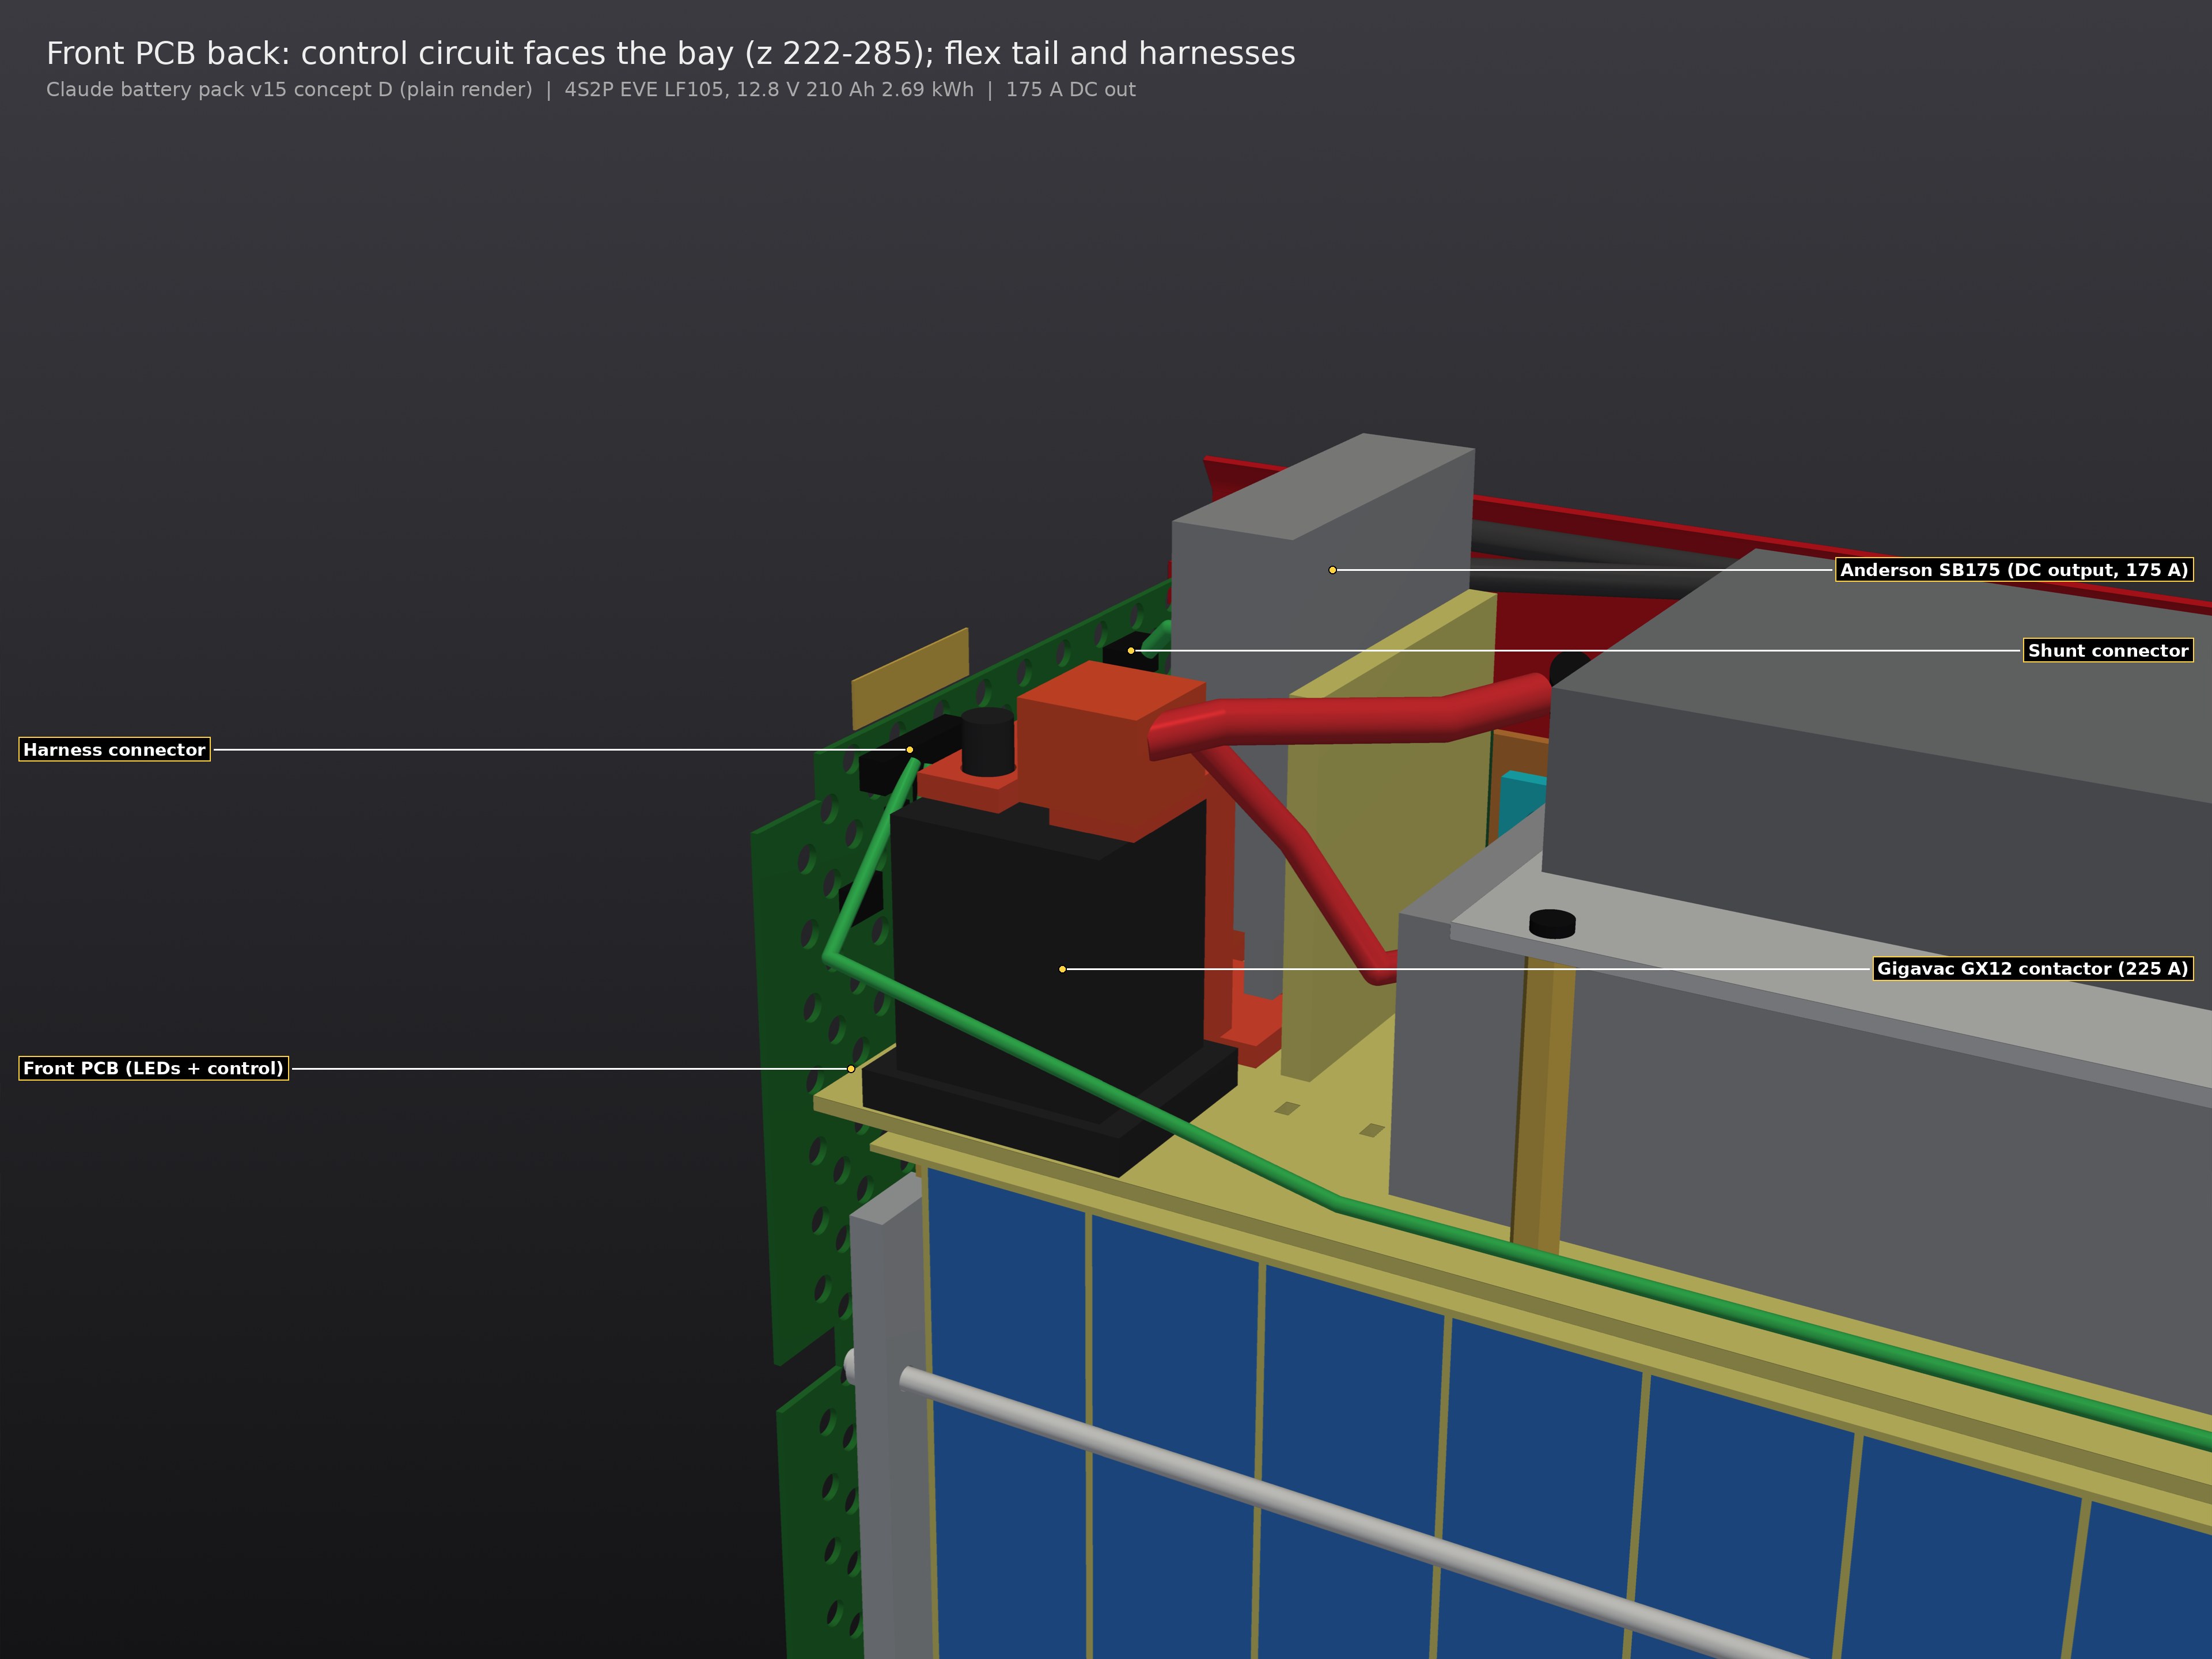 Front PCB back: control circuit faces the bay (z 222-285); flex tail and harnesses
Claude battery pack v15 concept D (plain render)  |  4S2P EVE LF105, 12.8 V 210 Ah 2.69 kWh  |  175 A DC out
Anderson SB175 (DC output, 175 A)
Shunt connector
Harness connector
Gigavac GX12 contactor (225 A)
Front PCB (LEDs + control)